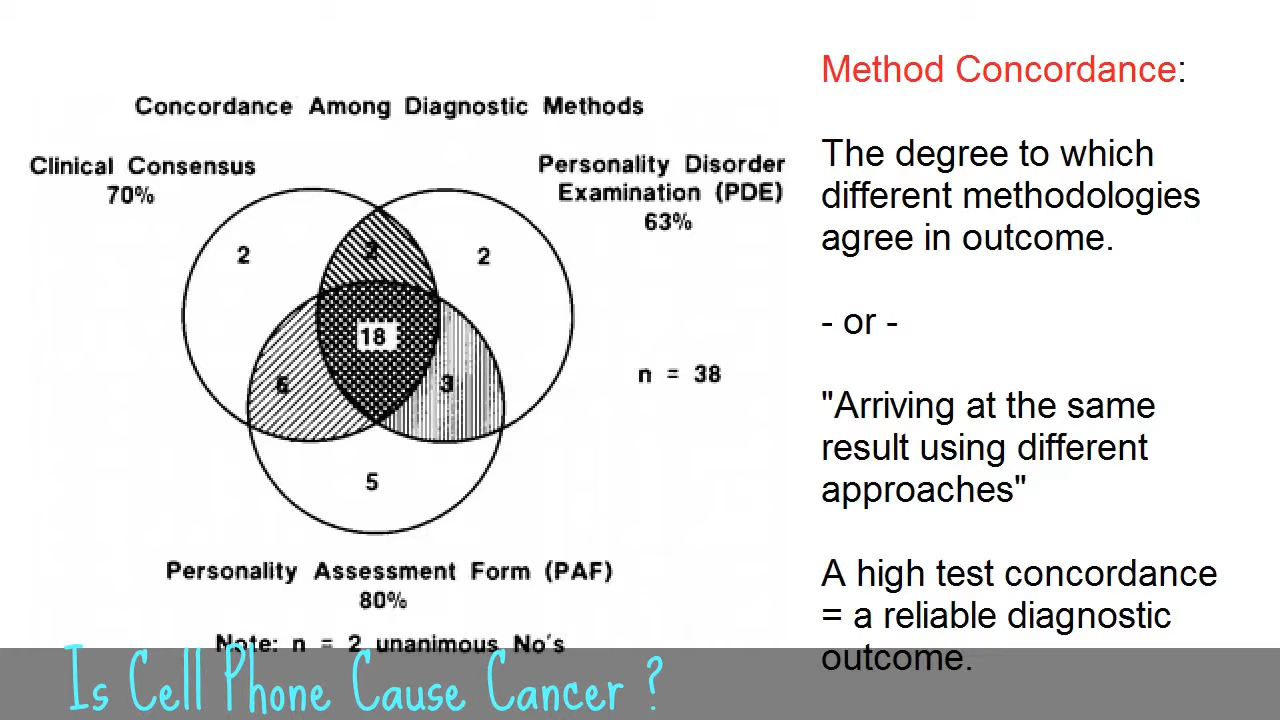 Concordance Among Diagnostic Methods
Clinical Consensus
70%
Personality Disorder
Examination (PDE)
63%
2
2
18
3
5
n = 38
Personality Assessment Form (PAF)
80%
Note: n = 2 unanimous No's
Method Concordance:
The degree to which
different methodologies
agree in outcome.
- or -
"Arriving at the same
result using different
approaches"
A high test concordance
= a reliable diagnostic
outcome.
Is Cell Phone Cause Cancer ?